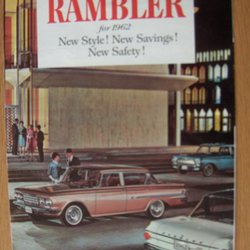 RAMBLER
for 1962
New Style! New Savings!
New Safety!